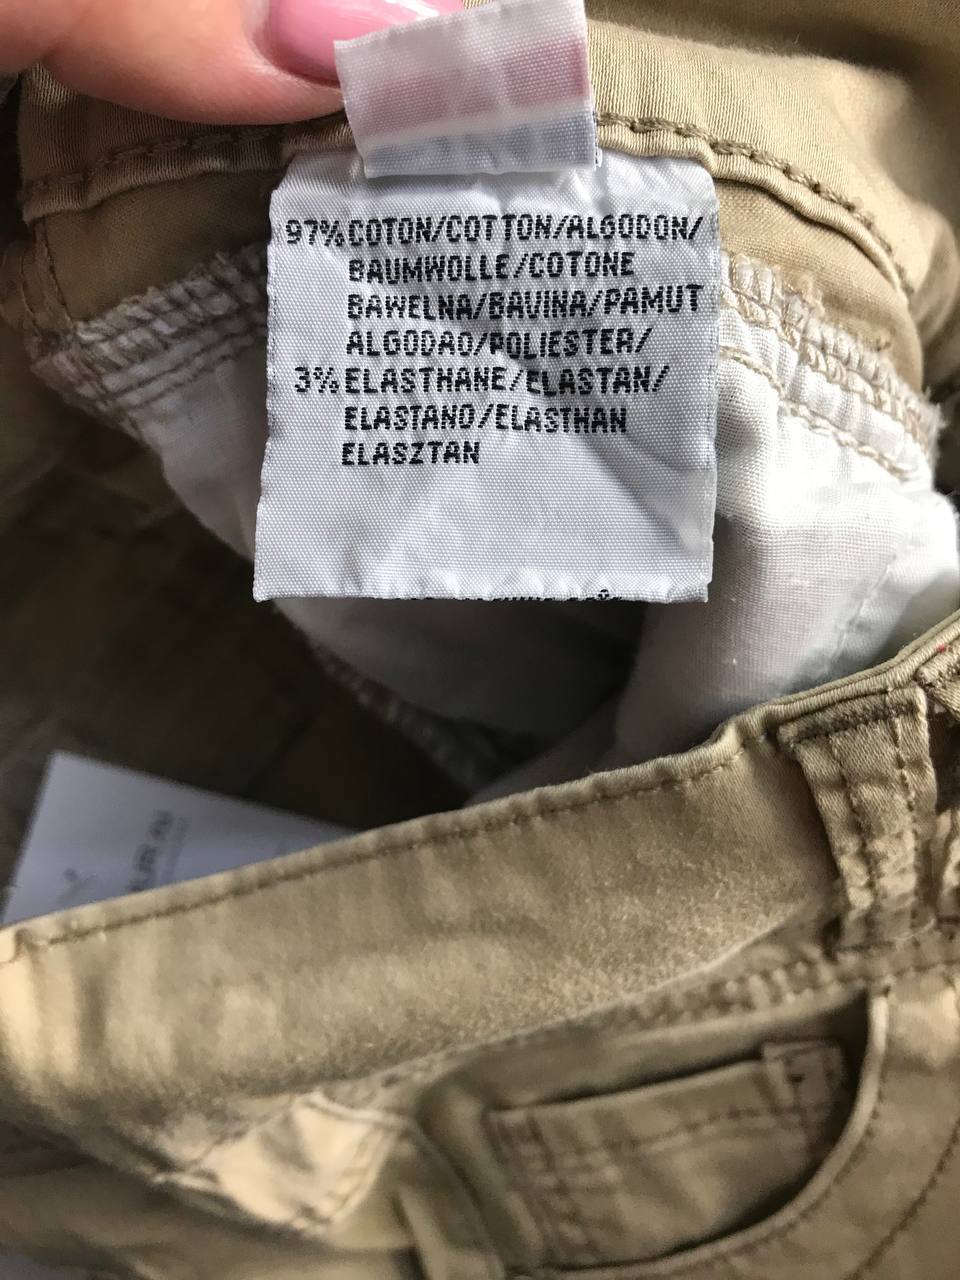 97% COTON/COTTON/ALGODON/
BAUMWOLLE/COTONE
BAWELNA/BAVINA/PAMUT
ALGODAO/POLIESTER/
3% ELASTHANE/ELASTAN/
ELASTANO/ELASTHAN
ELASZTAN